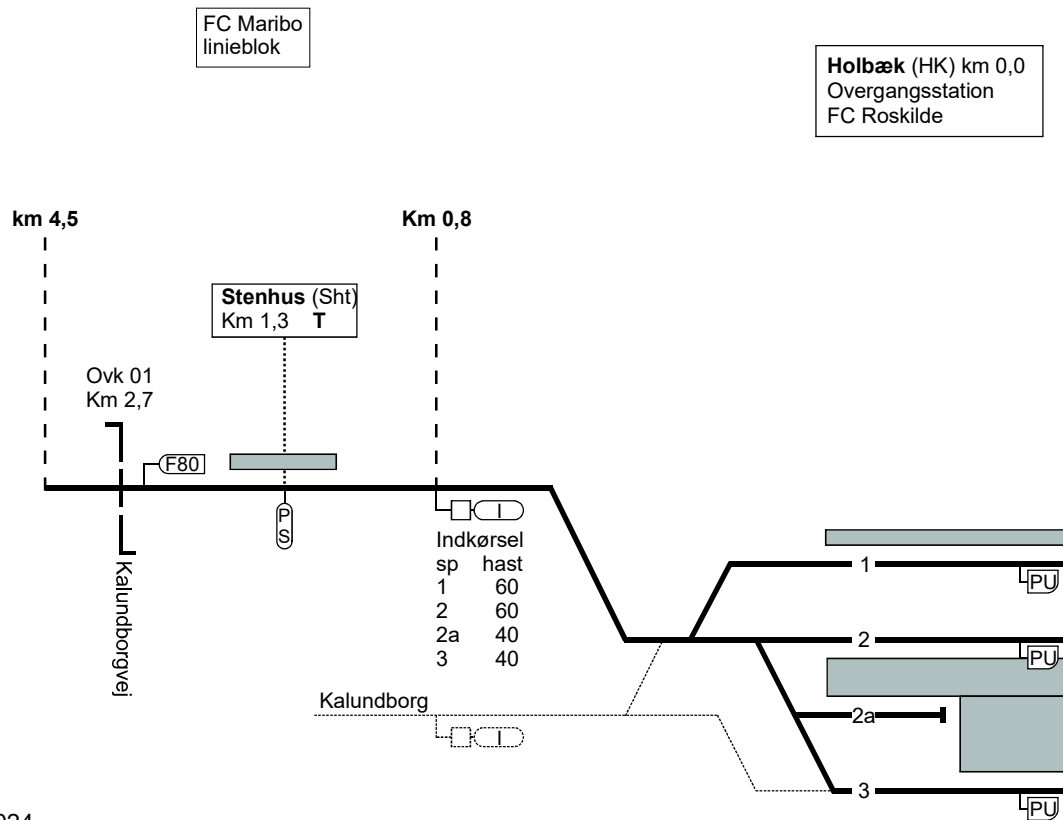 FC Maribo
linieblok
Holbæk (HK) km 0,0
Overgangsstation
FC Roskilde
km 4,5
Km 0,8
Stenhus (Sht)
Km 1,3 T
Ovk 01
Km 2,7
F80
P
S
I
Indkørsel
sp hast
1 60
2 60
2a 40
3 40
Kalundborgvej
1
PU
2
PU
Kalundborg
I
2a
3
PU